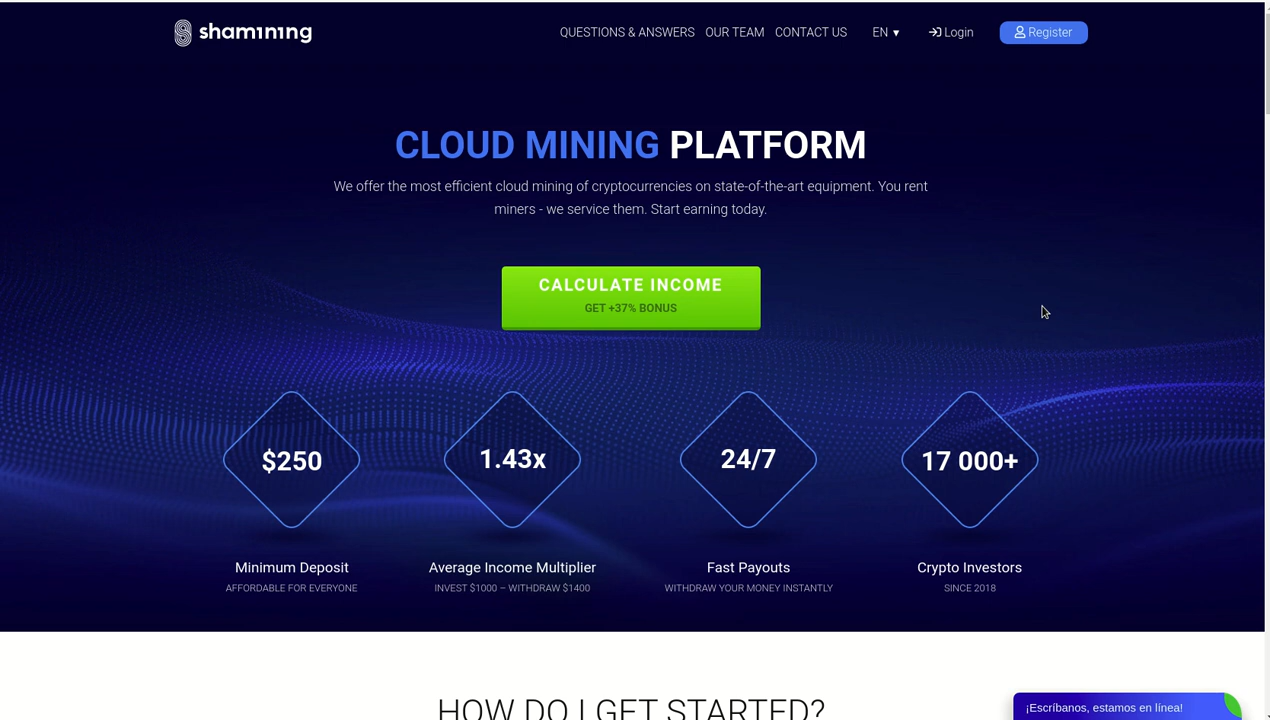 shamining
QUESTIONS & ANSWERS OUR TEAM CONTACT US EN ▼ Login Register
CLOUD MINING PLATFORM
We offer the most efficient cloud mining of cryptocurrencies on state-of-the-art equipment. You rent
miners - we service them. Start earning today.
CALCULATE INCOME
GET +37% BONUS
$250
1.43x
24/7
17 000+
Minimum Deposit
AFFORDABLE FOR EVERYONE
Average Income Multiplier
INVEST $1000 – WITHDRAW $1400
Fast Payouts
WITHDRAW YOUR MONEY INSTANTLY
Crypto Investors
SINCE 2018
HOW DO I GET STARTED?
¡Escríbanos, estamos en línea!